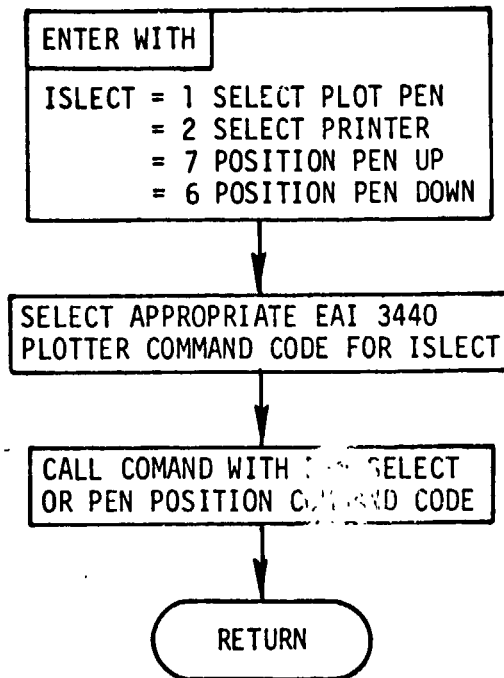 ENTER WITH
ISLECT = 1 SELECT PLOT PEN
= 2 SELECT PRINTER
= 7 POSITION PEN UP
= 6 POSITION PEN DOWN
SELECT APPROPRIATE EAI 3440
PLOTTER COMMAND CODE FOR ISLECT
CALL COMAND WITH SELECT
OR PEN POSITION COMMAND CODE
RETURN